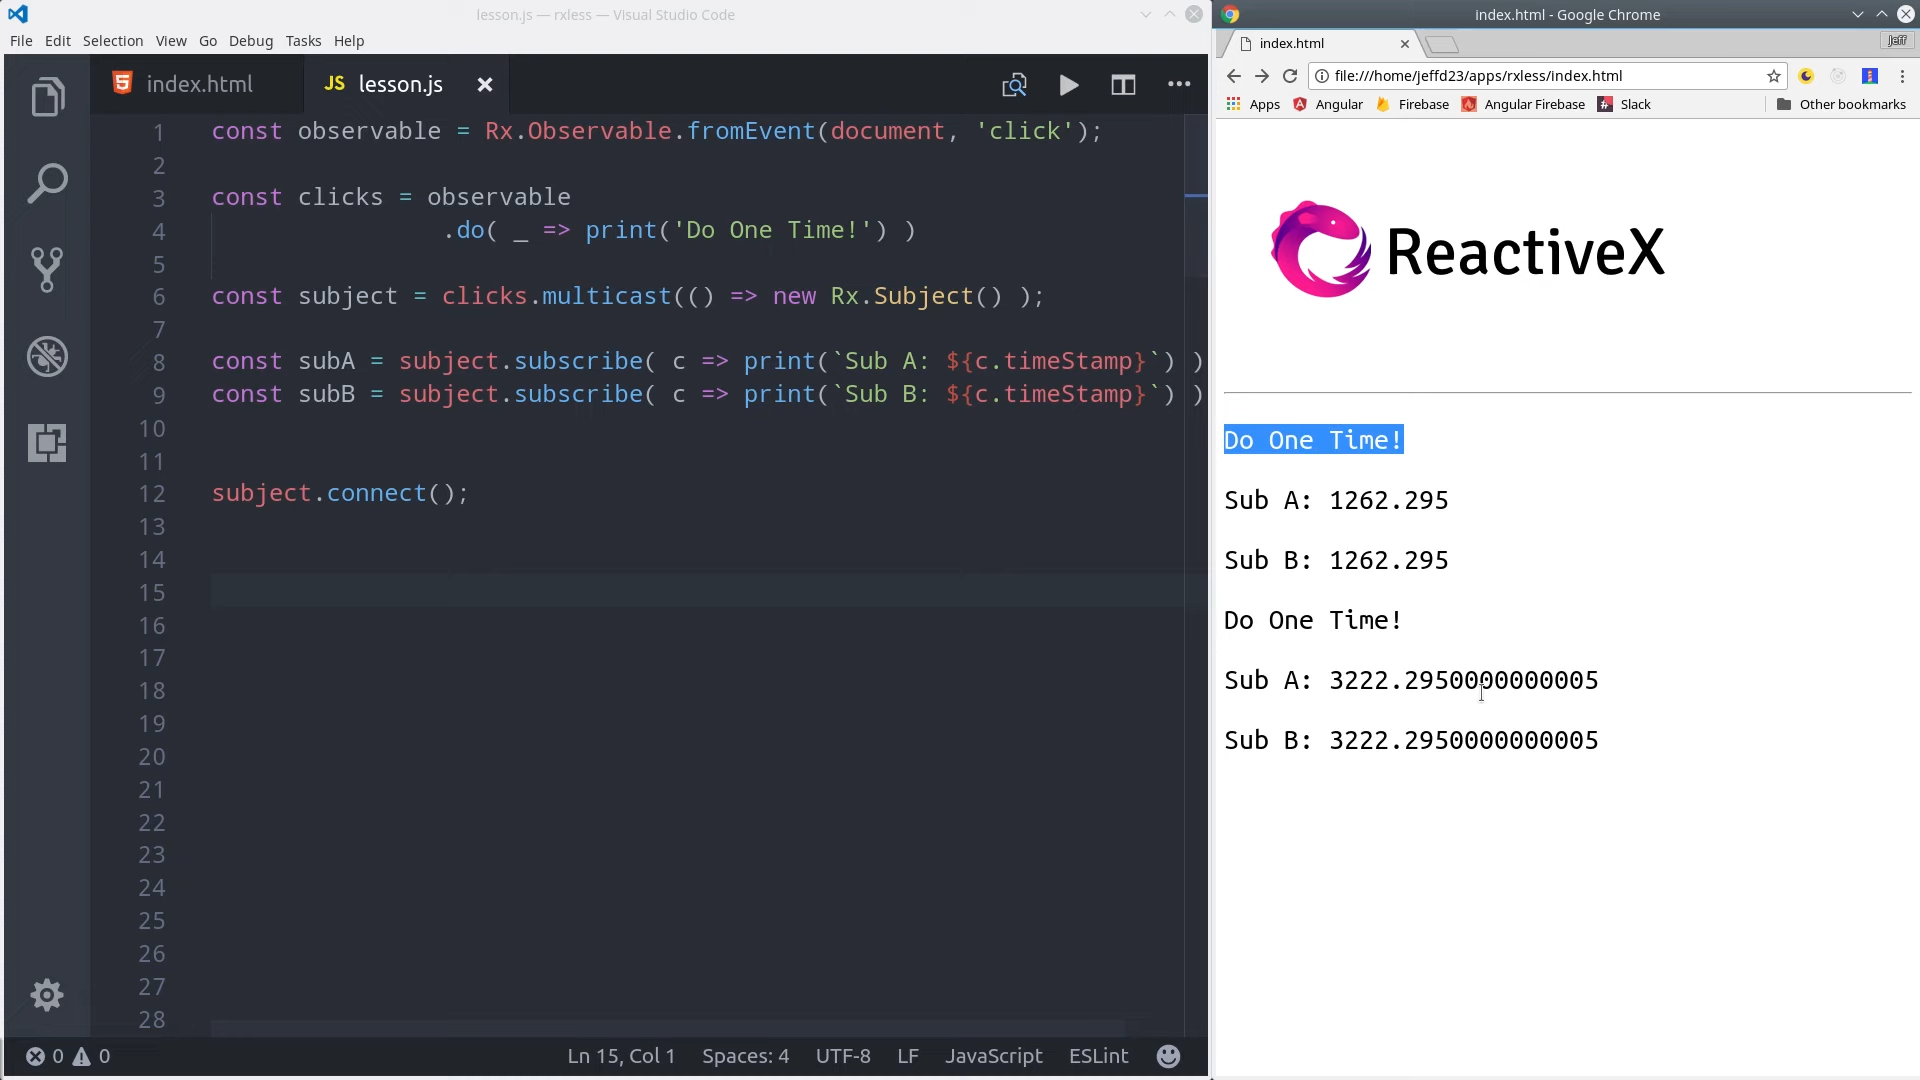 lesson.js — rxless — Visual Studio Code
File Edit Selection View Go Debug Tasks Help
index.html
JS lesson.js
1 const observable = Rx.Observable.fromEvent(document, 'click');
2
3 const clicks = observable
4 .do( _ => print('Do One Time!') )
5
6 const subject = clicks.multicast(() => new Rx.Subject() );
7
8 const subA = subject.subscribe( c => print(`Sub A: ${c.timeStamp}`) )
9 const subB = subject.subscribe( c => print(`Sub B: ${c.timeStamp}`) )
10
11
12 subject.connect();
13
14
15
16
17
18
19
20
21
22
23
24
25
26
27
28
0 0 Ln 15, Col 1 Spaces: 4 UTF-8 LF JavaScript ESLint
index.html - Google Chrome
index.html
Jeff
file:///home/jeffd23/apps/rxless/index.html
Apps Angular Firebase Angular Firebase Slack Other bookmarks
ReactiveX
Do One Time!
Sub A: 1262.295
Sub B: 1262.295
Do One Time!
Sub A: 3222.2950000000005
Sub B: 3222.2950000000005